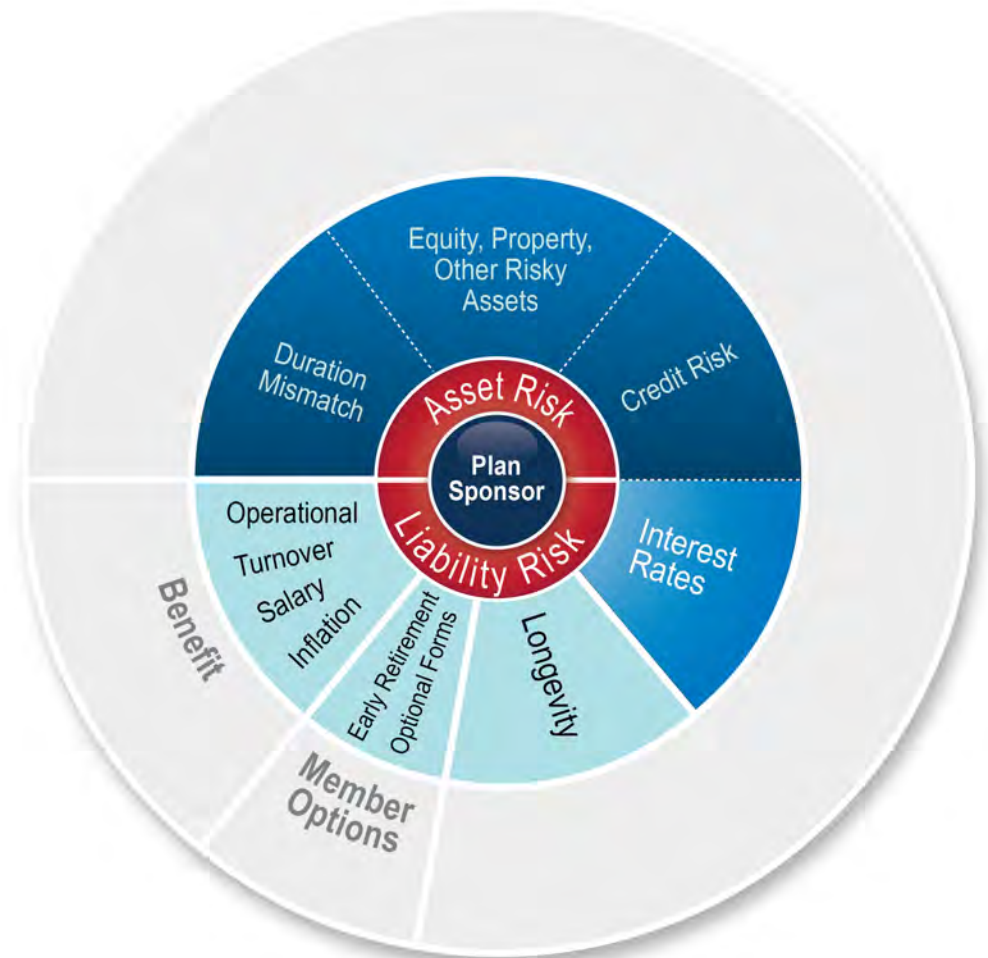 Equity, Property,
Other Risky
Assets
Duration
Mismatch
Credit Risk
Asset Risk
Plan
Sponsor
Liability Risk
Operational
Turnover
Salary
Inflation
Early Retirement
Optional Forms
Longevity
Interest
Rates
Benefit
Member
Options